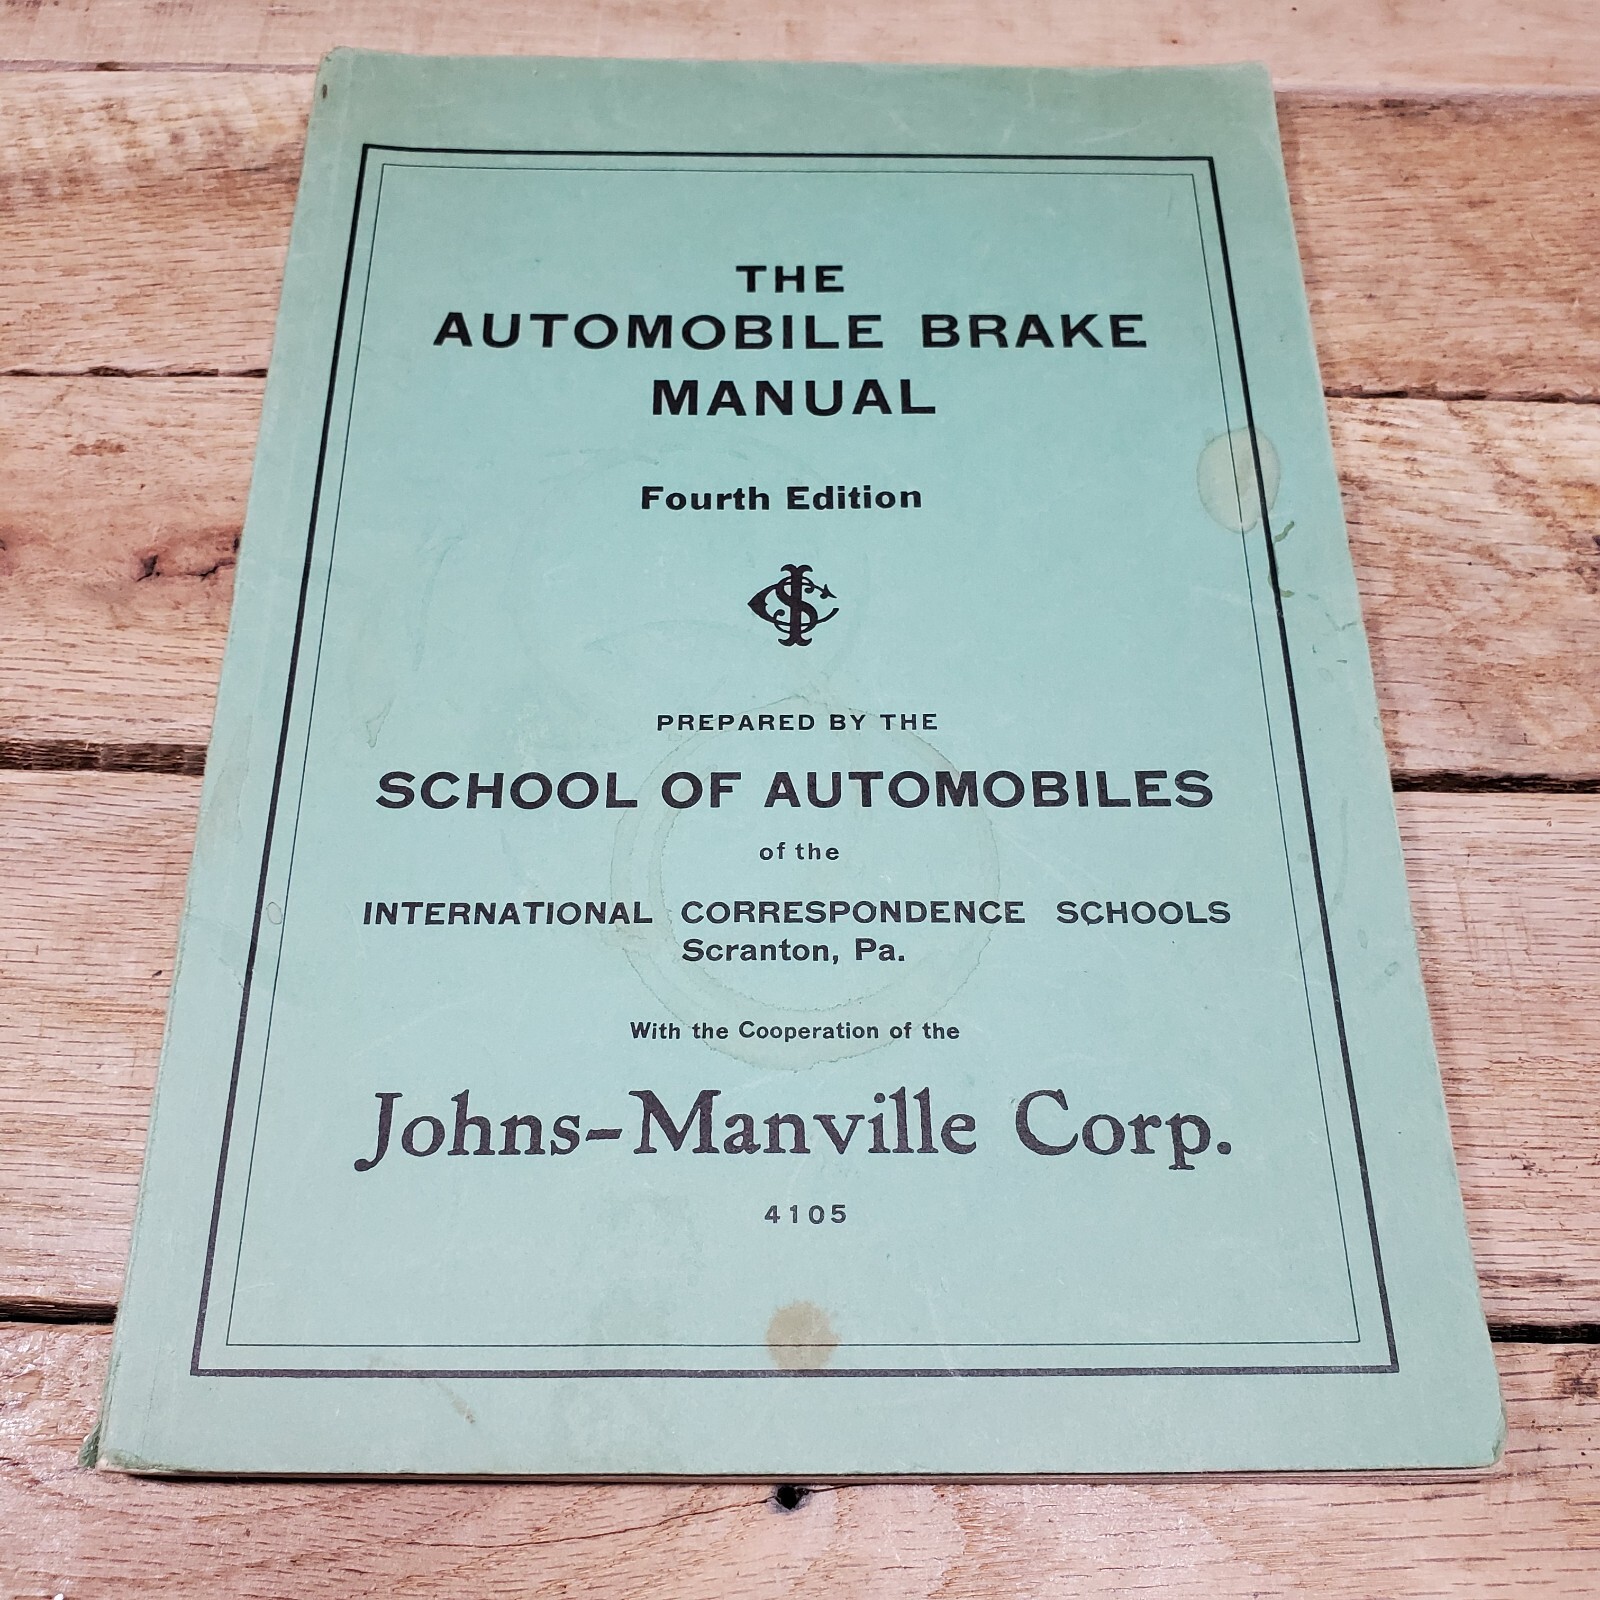 THE
AUTOMOBILE BRAKE
MANUAL
Fourth Edition
ICS
PREPARED BY THE
SCHOOL OF AUTOMOBILES
of the
INTERNATIONAL CORRESPONDENCE SCHOOLS
Scranton, Pa.
With the Cooperation of the
Johns-Manville Corp.
4105